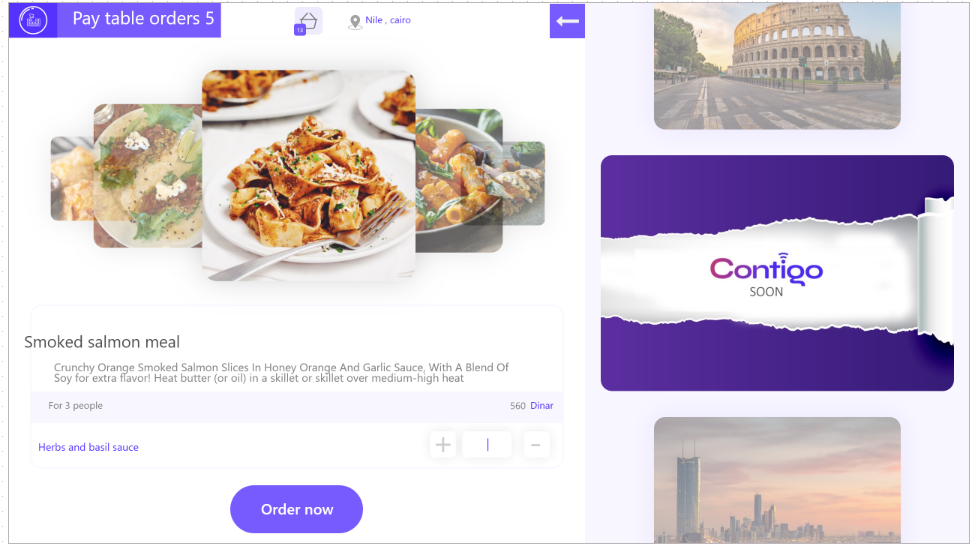 Pay table orders 5
13
Nile , cairo
Contigo
SOON
Smoked salmon meal
Crunchy Orange Smoked Salmon Slices In Honey Orange And Garlic Sauce, With A Blend Of
Soy for extra flavor! Heat butter (or oil) in a skillet or skillet over medium-high heat
For 3 people
560 Dinar
Herbs and basil sauce
+ | -
Order now